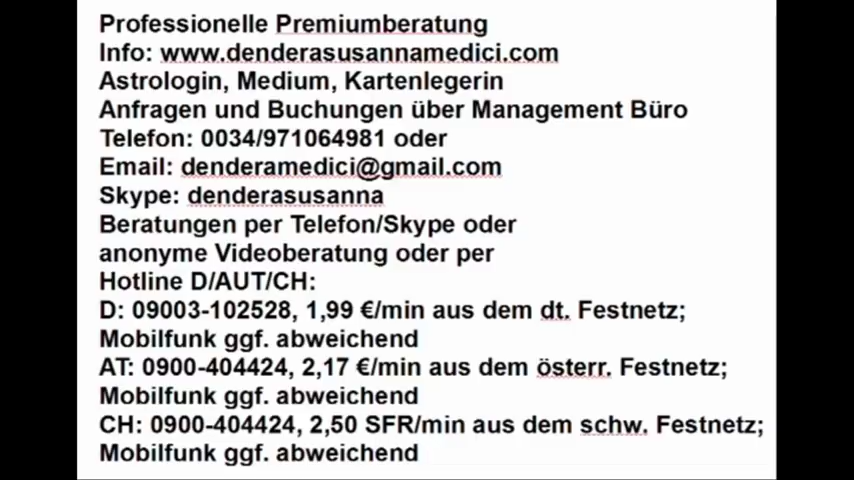 Professionelle Premiumberatung
Info: www.denderasusannamedici.com
Astrologin, Medium, Kartenlegerin
Anfragen und Buchungen über Management Büro
Telefon: 0034/971064981 oder
Email: denderamedici@gmail.com
Skype: denderasusanna
Beratungen per Telefon/Skype oder
anonyme Videoberatung oder per
Hotline D/AUT/CH:
D: 09003-102528, 1,99 €/min aus dem dt. Festnetz;
Mobilfunk ggf. abweichend
AT: 0900-404424, 2,17 €/min aus dem österr. Festnetz;
Mobilfunk ggf. abweichend
CH: 0900-404424, 2,50 SFR/min aus dem schw. Festnetz;
Mobilfunk ggf. abweichend